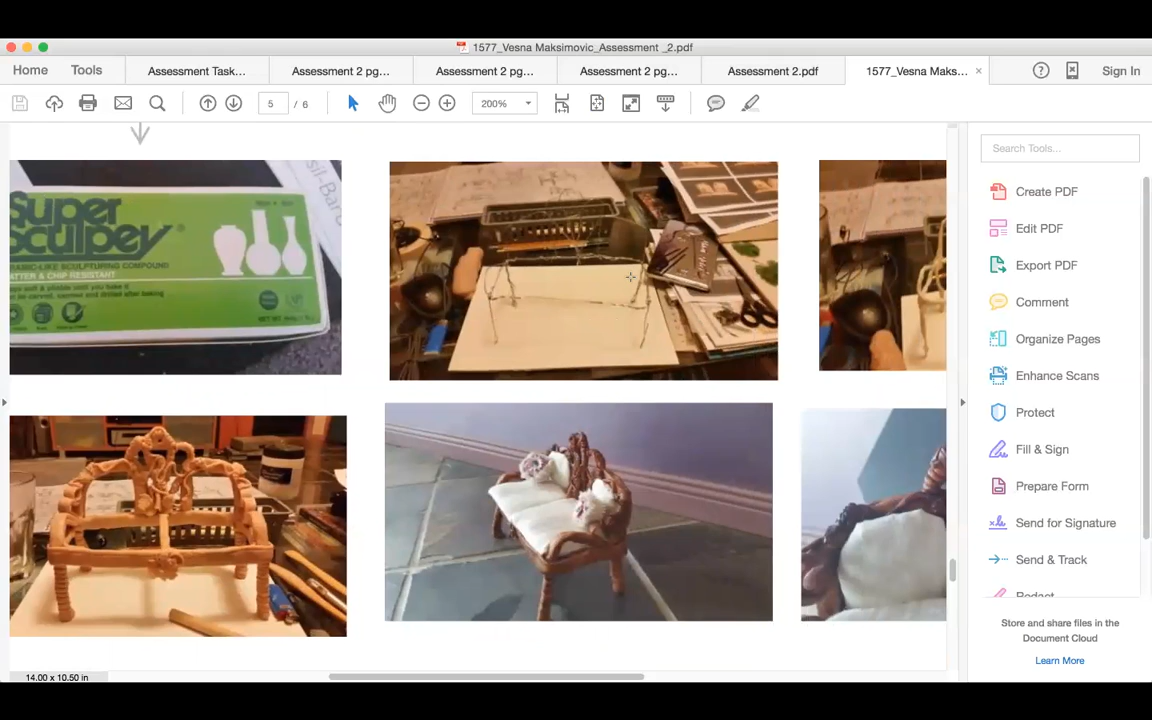 1577_Vesna Maksimovic_Assessment _2.pdf
Home
Tools
Assessment Task...
Assessment 2 pg...
Assessment 2 pg...
Assessment 2 pg...
Assessment 2.pdf
1577_Vesna Maks...
×
Sign In
5 / 6
200%
Super
Sculpey
Search Tools...
Create PDF
Edit PDF
Export PDF
Comment
Organize Pages
Enhance Scans
Protect
Fill & Sign
Prepare Form
Send for Signature
Send & Track
Redact
Store and share files in the
Document Cloud
Learn More
14.00 x 10.50 in